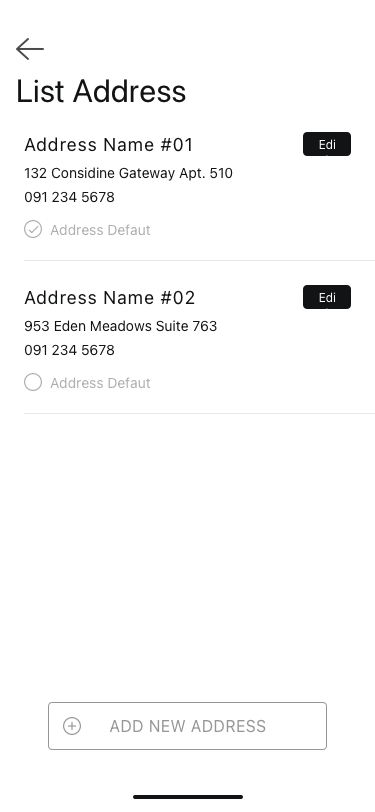 List Address
Address Name #01
Edi
132 Considine Gateway Apt. 510
091 234 5678
Address Defaut
Address Name #02
Edi
953 Eden Meadows Suite 763
091 234 5678
Address Defaut
ADD NEW ADDRESS